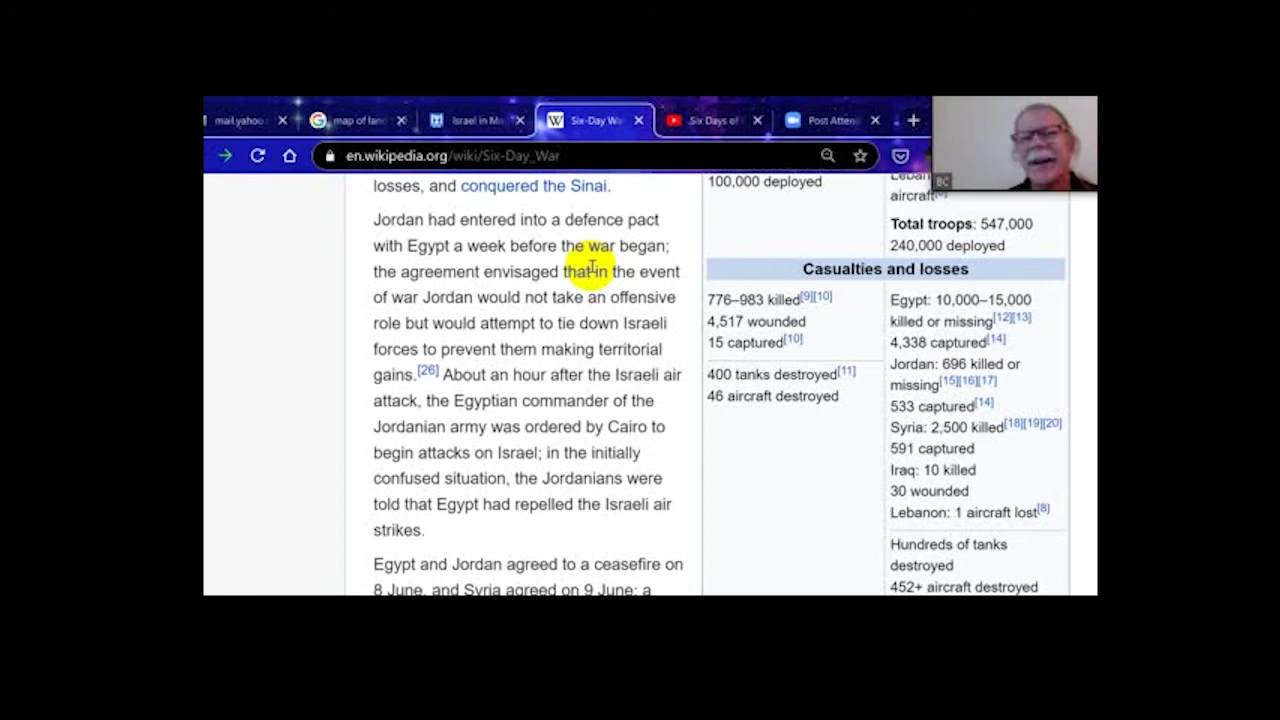 mail.yahoo
map of lan
Israel in M
Six-Day Wa
Six Days of
Post Atten
en.wikipedia.org/wiki/Six-Day_War
BC
losses, and conquered the Sinai.
Jordan had entered into a defence pact
with Egypt a week before the war began;
the agreement envisaged that in the event
of war Jordan would not take an offensive
role but would attempt to tie down Israeli
forces to prevent them making territorial
gains.[26] About an hour after the Israeli air
attack, the Egyptian commander of the
Jordanian army was ordered by Cairo to
begin attacks on Israel; in the initially
confused situation, the Jordanians were
told that Egypt had repelled the Israeli air
strikes.
Egypt and Jordan agreed to a ceasefire on
8 June, and Syria agreed on 9 June; a
100,000 deployed
aircraft
Total troops: 547,000
240,000 deployed
Casualties and losses
776–983 killed[9][10]
4,517 wounded
15 captured[10]
400 tanks destroyed[11]
46 aircraft destroyed
Egypt: 10,000–15,000
killed or missing[12][13]
4,338 captured[14]
Jordan: 696 killed or
missing[15][16][17]
533 captured[14]
Syria: 2,500 killed[18][19][20]
591 captured
Iraq: 10 killed
30 wounded
Lebanon: 1 aircraft lost[8]
Hundreds of tanks
destroyed
452+ aircraft destroyed